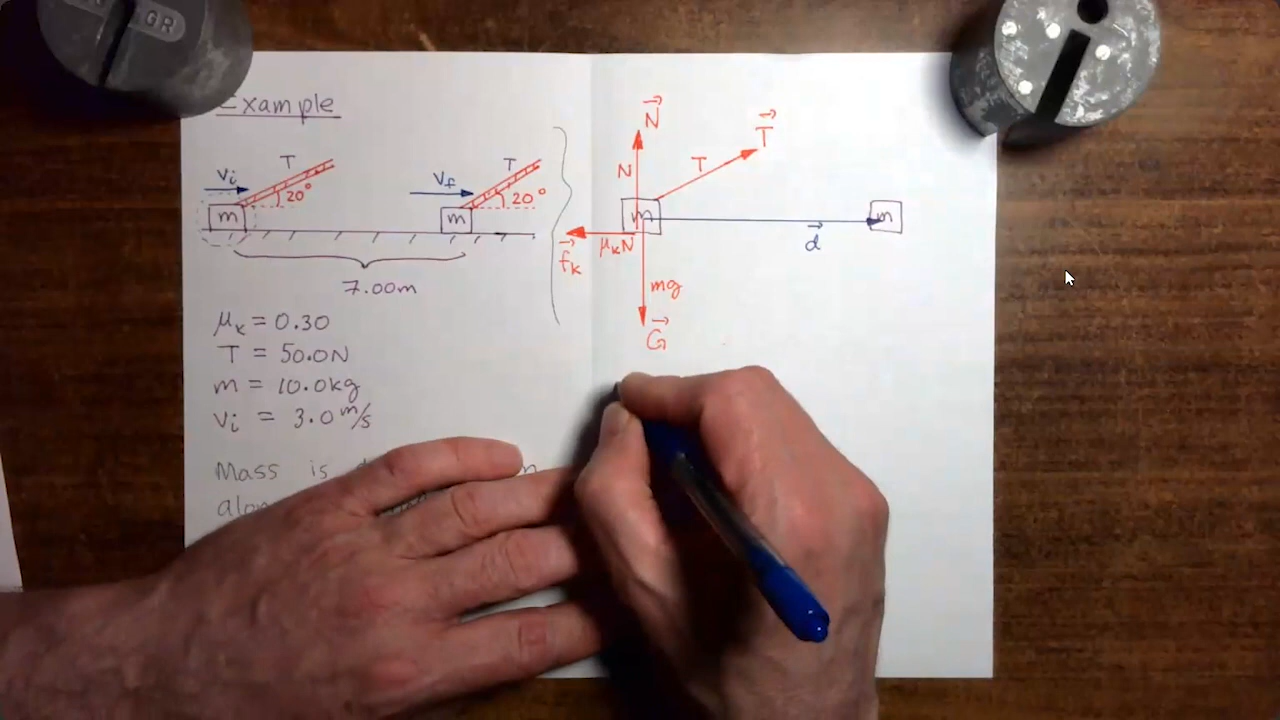 GR
Example
Vi
T
20°
m
Vf
T
20°
m
7.00m
μk = 0.30
T = 50.0N
m = 10.0kg
Vi = 3.0 m/s
Mass is
N
N
T
T
m
fk
μkN
mg
G
d
m